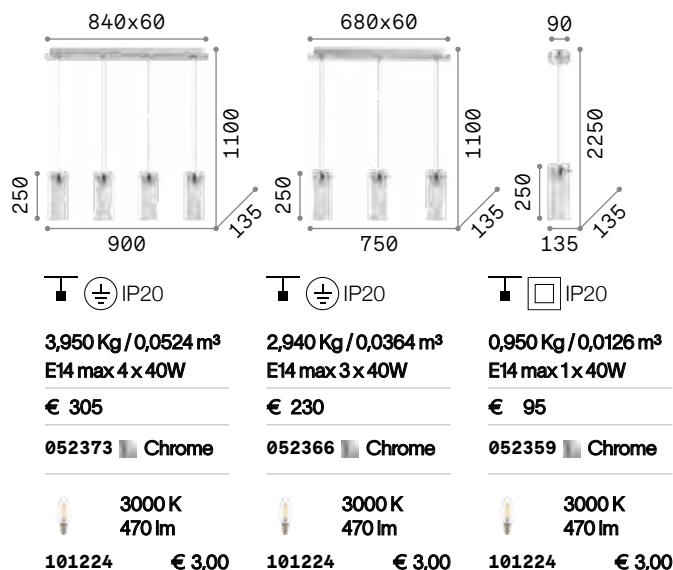 840x60
1100
250
135
900
IP20
3,950 Kg / 0,0524 m³
E14 max 4 x 40W
€ 305
052373 Chrome
3000 K
470 lm
101224 € 3,00
680x60
1100
250
135
750
IP20
2,940 Kg / 0,0364 m³
E14 max 3 x 40W
€ 230
052366 Chrome
3000 K
470 lm
101224 € 3,00
90
2250
250
135
135
IP20
0,950 Kg / 0,0126 m³
E14 max 1 x 40W
€ 95
052359 Chrome
3000 K
470 lm
101224 € 3,00